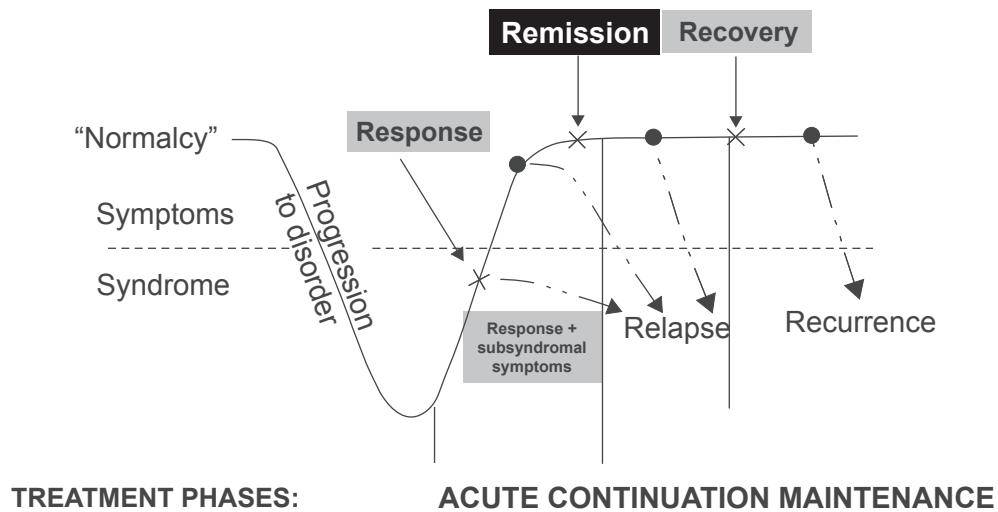 Remission
Recovery
Response
“Normalcy”
Progression
to disorder
Symptoms
Syndrome
Response +
subsyndromal
symptoms
Relapse
Recurrence
TREATMENT PHASES:
ACUTE CONTINUATION MAINTENANCE